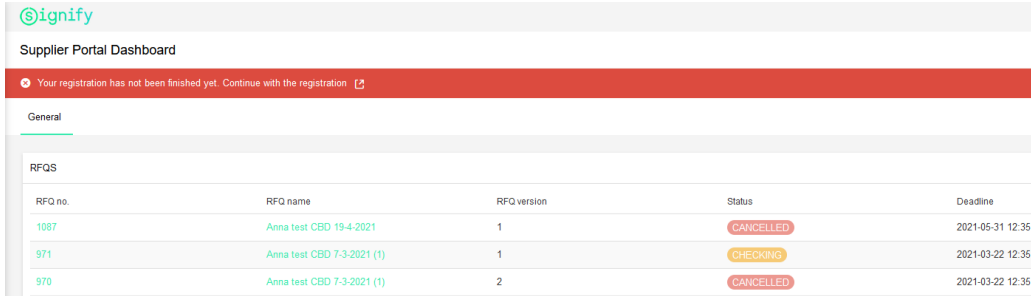 Signify
Supplier Portal Dashboard
Your registration has not been finished yet. Continue with the registration
General
RFQS
RFQ no. RFQ name RFQ version Status Deadline
1087 Anna test CBD 19-4-2021 1 CANCELLED 2021-05-31 12:35
971 Anna test CBD 7-3-2021 (1) 1 CHECKING 2021-03-22 12:35
970 Anna test CBD 7-3-2021 (1) 2 CANCELLED 2021-03-22 12:35